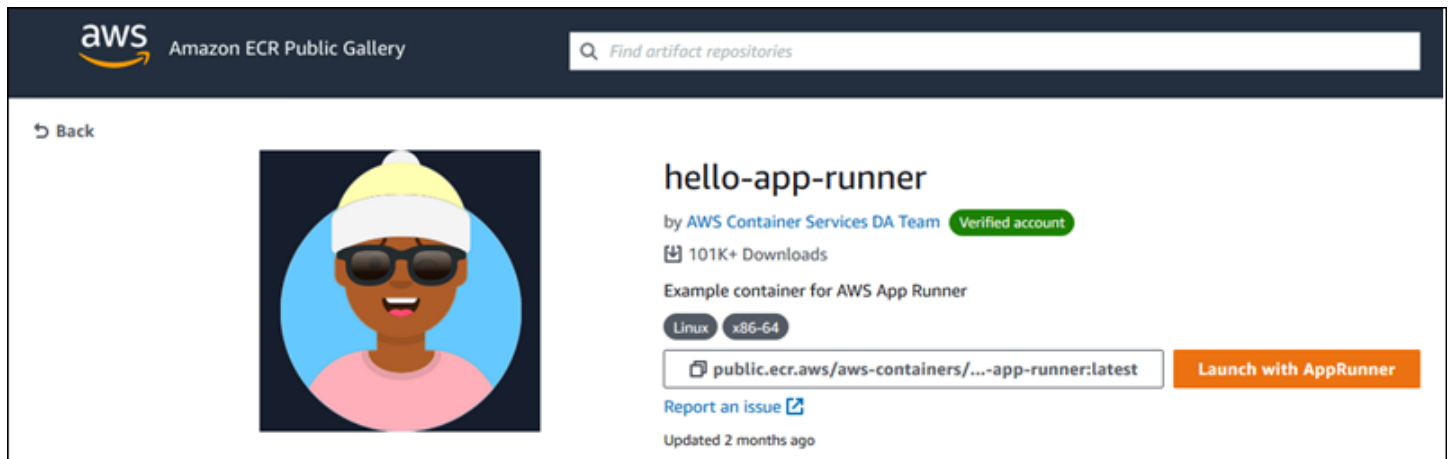 aws
Amazon ECR Public Gallery
Find artifact repositories
Back
hello-app-runner
by AWS Container Services DA Team Verified account
101K+ Downloads
Example container for AWS App Runner
Linux x86-64
public.ecr.aws/aws-containers/...-app-runner:latest Launch with AppRunner
Report an issue
Updated 2 months ago